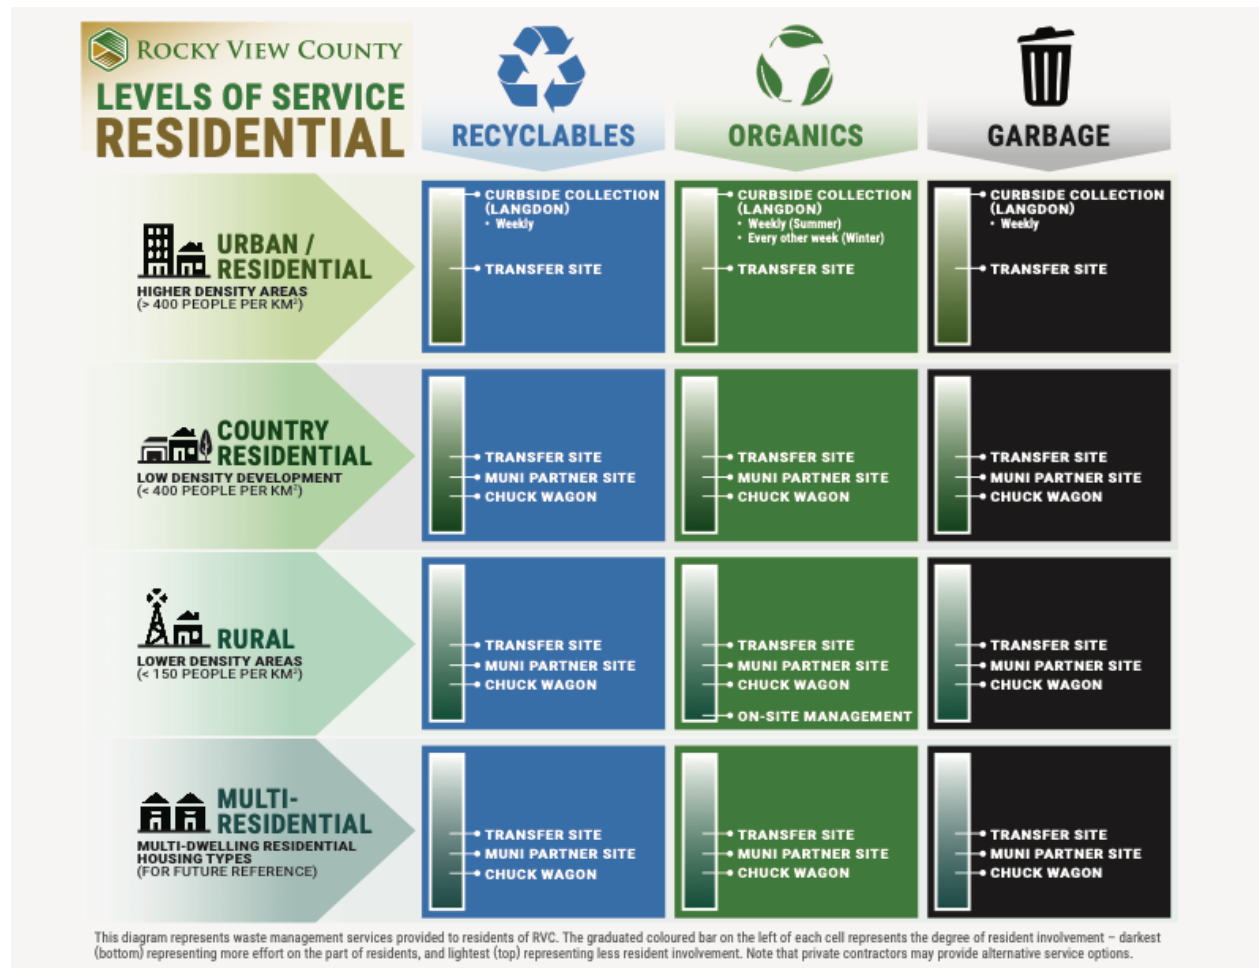 ROCKY VIEW COUNTY
LEVELS OF SERVICE
RESIDENTIAL
RECYCLABLES
ORGANICS
GARBAGE
URBAN /
RESIDENTIAL
HIGHER DENSITY AREAS
(> 400 PEOPLE PER KM²)
CURBSIDE COLLECTION
(LANGDON)
• Weekly
TRANSFER SITE
CURBSIDE COLLECTION
(LANGDON)
• Weekly (Summer)
• Every other week (Winter)
TRANSFER SITE
CURBSIDE COLLECTION
(LANGDON)
• Weekly
TRANSFER SITE
COUNTRY
RESIDENTIAL
LOW DENSITY DEVELOPMENT
(< 400 PEOPLE PER KM²)
TRANSFER SITE
MUNI PARTNER SITE
CHUCK WAGON
TRANSFER SITE
MUNI PARTNER SITE
CHUCK WAGON
TRANSFER SITE
MUNI PARTNER SITE
CHUCK WAGON
RURAL
LOWER DENSITY AREAS
(< 150 PEOPLE PER KM²)
TRANSFER SITE
MUNI PARTNER SITE
CHUCK WAGON
TRANSFER SITE
MUNI PARTNER SITE
CHUCK WAGON
ON-SITE MANAGEMENT
TRANSFER SITE
MUNI PARTNER SITE
CHUCK WAGON
MULTI-
RESIDENTIAL
MULTI-DWELLING RESIDENTIAL
HOUSING TYPES
(FOR FUTURE REFERENCE)
TRANSFER SITE
MUNI PARTNER SITE
CHUCK WAGON
TRANSFER SITE
MUNI PARTNER SITE
CHUCK WAGON
TRANSFER SITE
MUNI PARTNER SITE
CHUCK WAGON
This diagram represents waste management services provided to residents of RVC. The graduated coloured bar on the left of each cell represents the degree of resident involvement – darkest
(bottom) representing more effort on the part of residents, and lightest (top) representing less resident involvement. Note that private contractors may provide alternative service options.